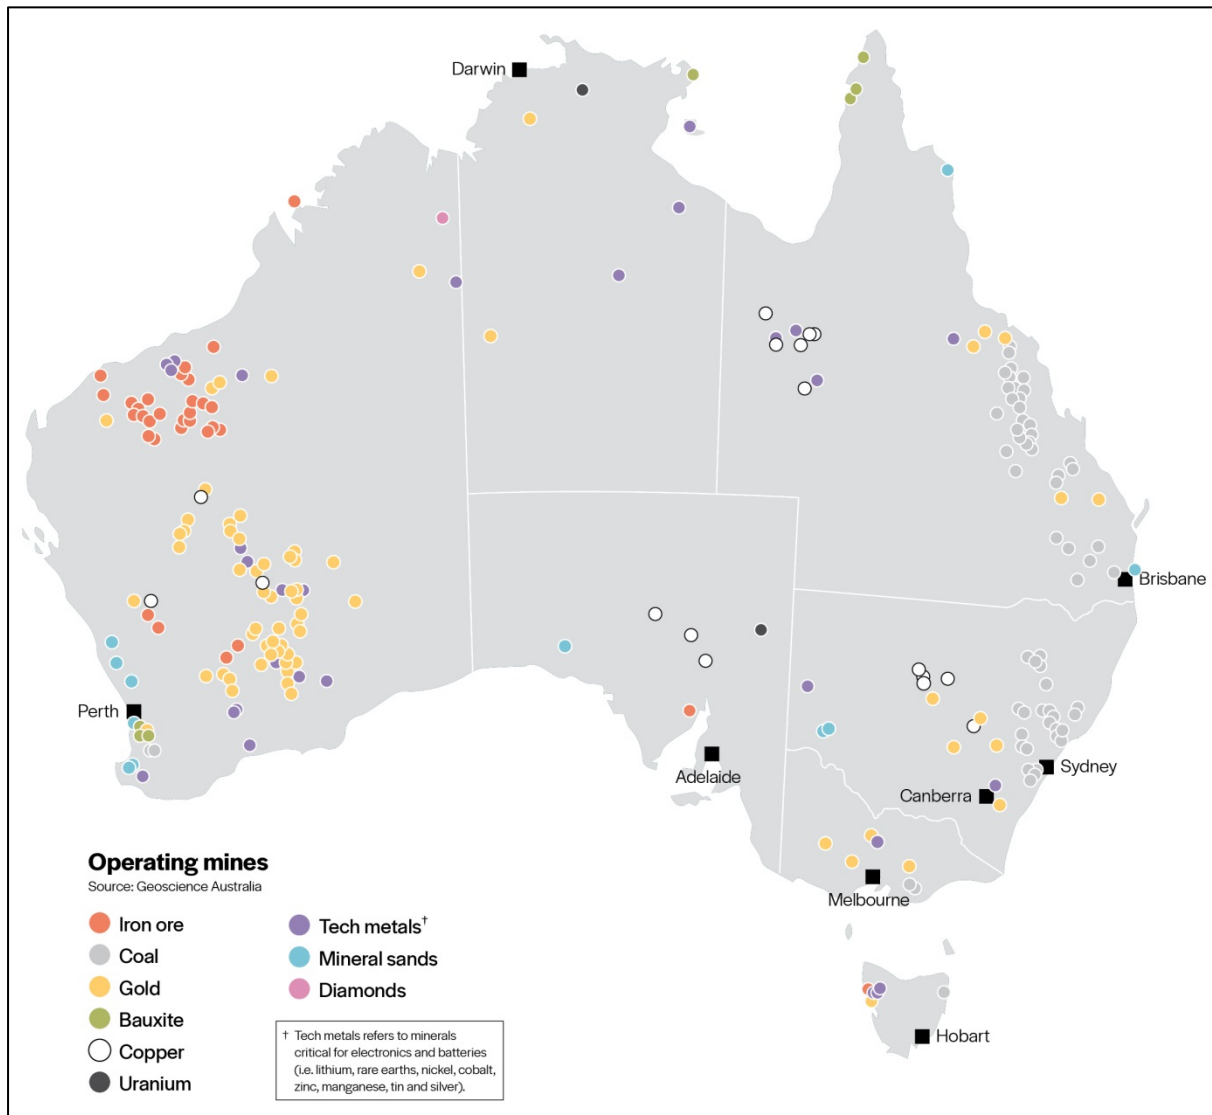 Darwin
Brisbane
Perth
Adelaide
Sydney
Canberra
Melbourne
Hobart
Operating mines
Source: Geoscience Australia
Iron ore
Coal
Gold
Bauxite
Copper
Uranium
Tech metals†
Mineral sands
Diamonds
† Tech metals refers to minerals
critical for electronics and batteries
(i.e. lithium, rare earths, nickel, cobalt,
zinc, manganese, tin and silver).